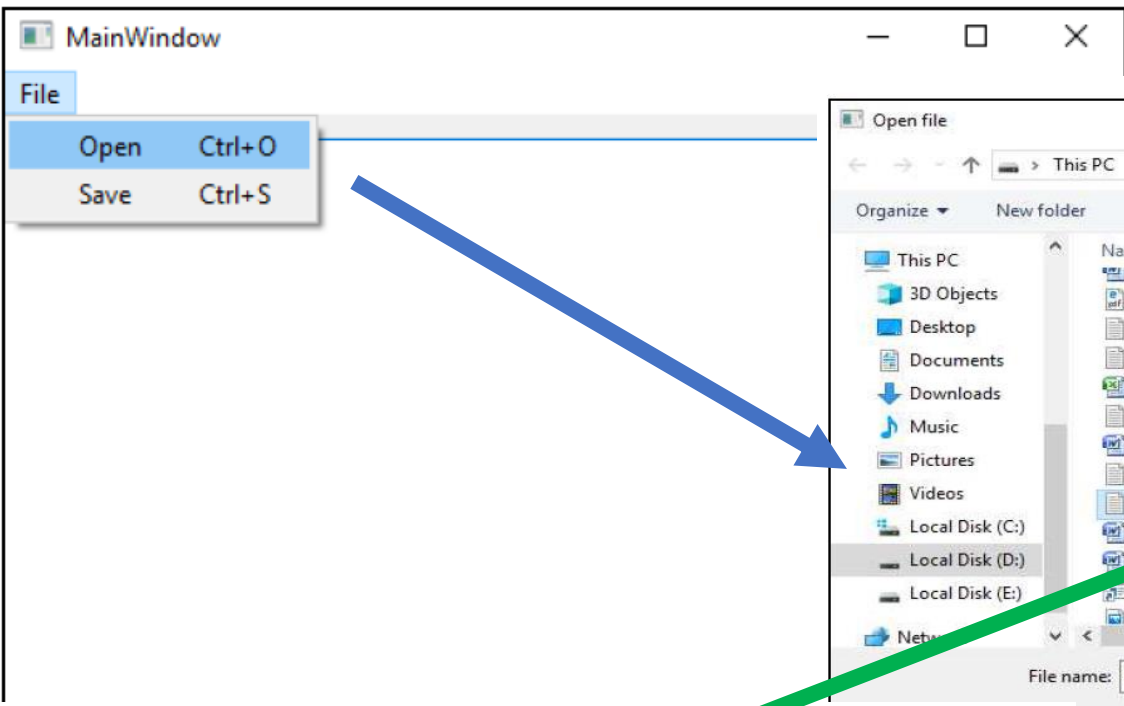 MainWindow
File
Open Ctrl+O
Save Ctrl+S
Open file
This PC
Organize New folder
This PC
3D Objects
Desktop
Documents
Downloads
Music
Pictures
Videos
Local Disk (C:)
Local Disk (D:)
Local Disk (E:)
File name: